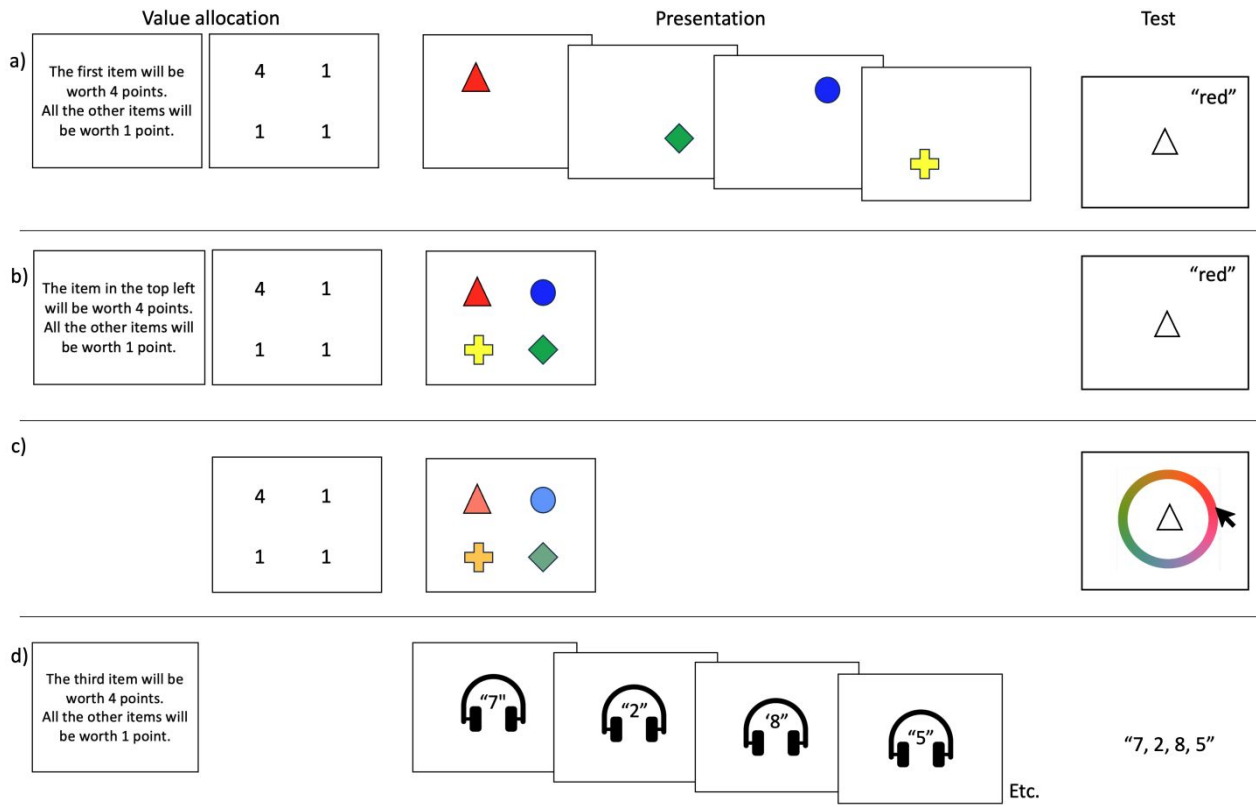 Value allocation
Presentation
Test
a)
The first item will be
worth 4 points.
All the other items will
be worth 1 point.
4 1
1 1
"red"
b)
The item in the top left
will be worth 4 points.
All the other items will
be worth 1 point.
4 1
1 1
"red"
c)
4 1
1 1
d)
The third item will be
worth 4 points.
All the other items will
be worth 1 point.
"7"
"2"
'8"
"5"
Etc.
"7, 2, 8, 5"